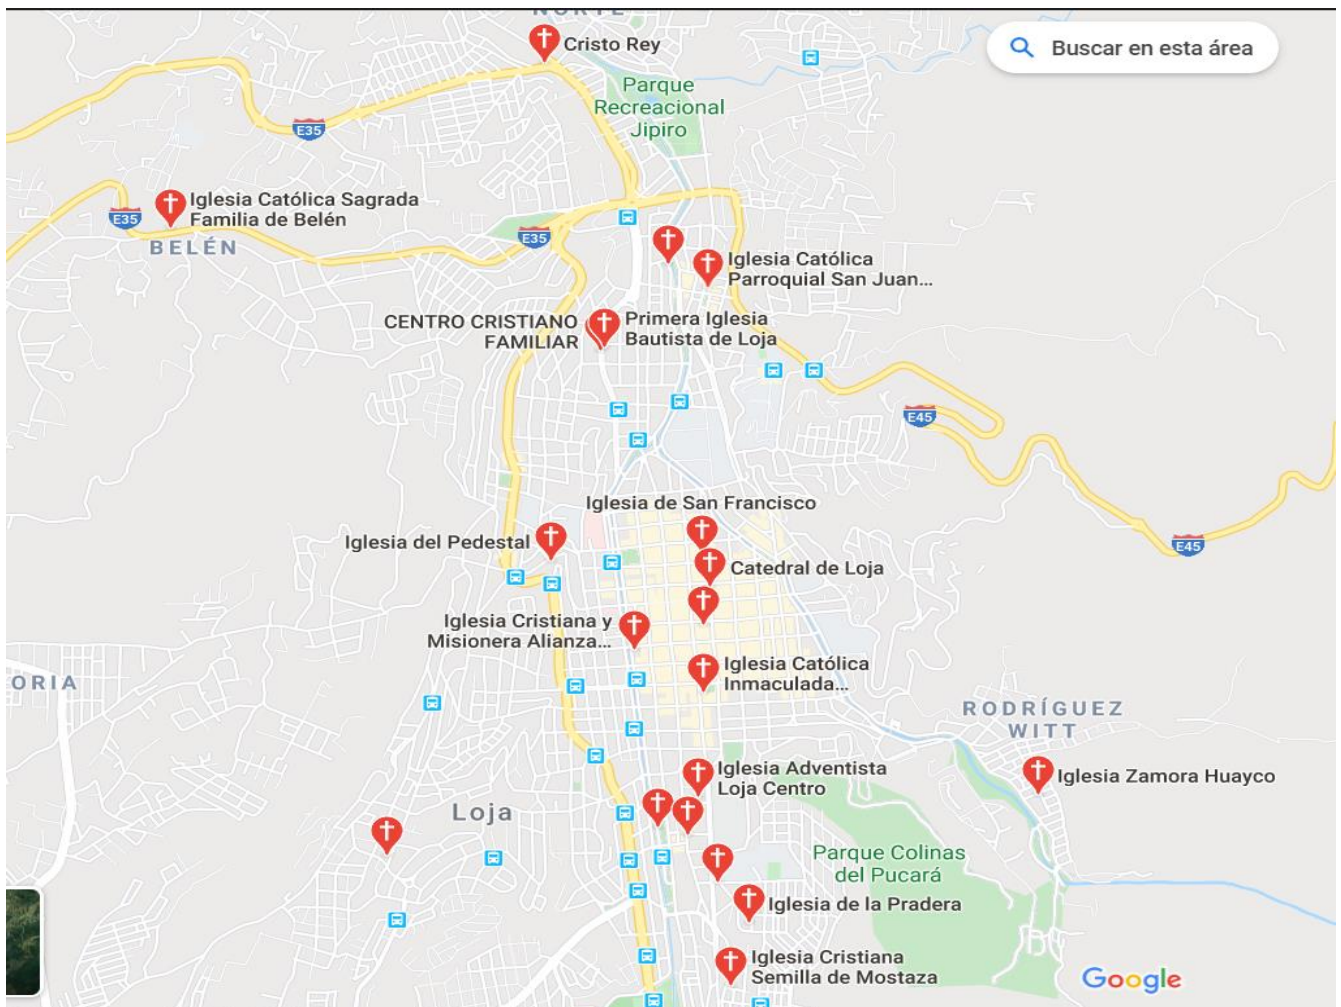 NORTE
Cristo Rey
Buscar en esta área
Parque
Recreacional
Jipiro
E35
Iglesia Católica Sagrada
Familia de Belén
E35
BELÉN
E35
Iglesia Católica
Parroquial San Juan...
CENTRO CRISTIANO
FAMILIAR
Primera Iglesia
Bautista de Loja
E45
Iglesia de San Francisco
Iglesia del Pedestal
E45
Catedral de Loja
Iglesia Cristiana y
Misionera Alianza...
Iglesia Católica
Inmaculada...
ORIA
RODRÍGUEZ
WITT
Iglesia Adventista
Loja Centro
Iglesia Zamora Huayco
Loja
Parque Colinas
del Pucará
Iglesia de la Pradera
Iglesia Cristiana
Semilla de Mostaza
Google